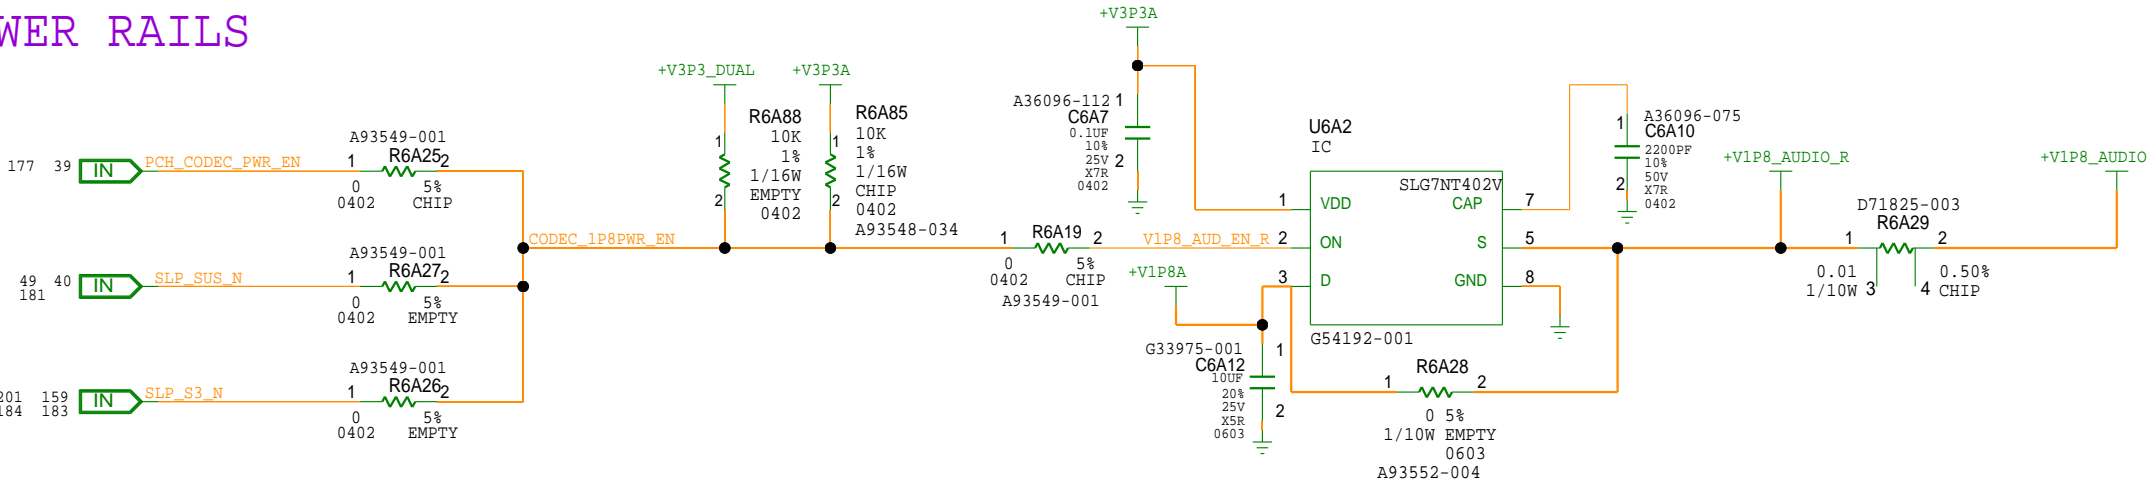 WER RAILS
177 39
IN
PCH_CODEC_PWR_EN
A93549-001
1 R6A25 2
0 5%
0402 CHIP
49 40
181
IN
SLP_SUS_N
A93549-001
1 R6A27 2
0 5%
0402 EMPTY
201 159
184 183
IN
SLP_S3_N
A93549-001
1 R6A26 2
0 5%
0402 EMPTY
CODEC_1P8PWR_EN
+V3P3_DUAL
R6A88
10K
1%
1/16W
EMPTY
0402
1
2
+V3P3A
R6A85
10K
1%
1/16W
CHIP
0402
A93548-034
1
2
1 R6A19 2
0 5%
0402 CHIP
A93549-001
+V3P3A
A36096-112 1
C6A7
0.1UF
10%
25V 2
X7R
0402
V1P8_AUD_EN_R
+V1P8A
G33975-001 1
C6A12
10UF
20%
25V 2
X5R
0603
U6A2
IC
SLG7NT402V
1 VDD CAP 7
2 ON S 5
3 D GND 8
G54192-001
R6A28
1 2
0 5%
1/10W EMPTY
0603
A93552-004
A36096-075
1 C6A10
2200PF
10%
50V
2 X7R
0402
+V1P8_AUDIO_R
D71825-003
R6A29
1 2
0.01 0.50%
1/10W 3 4 CHIP
+V1P8_AUDIO